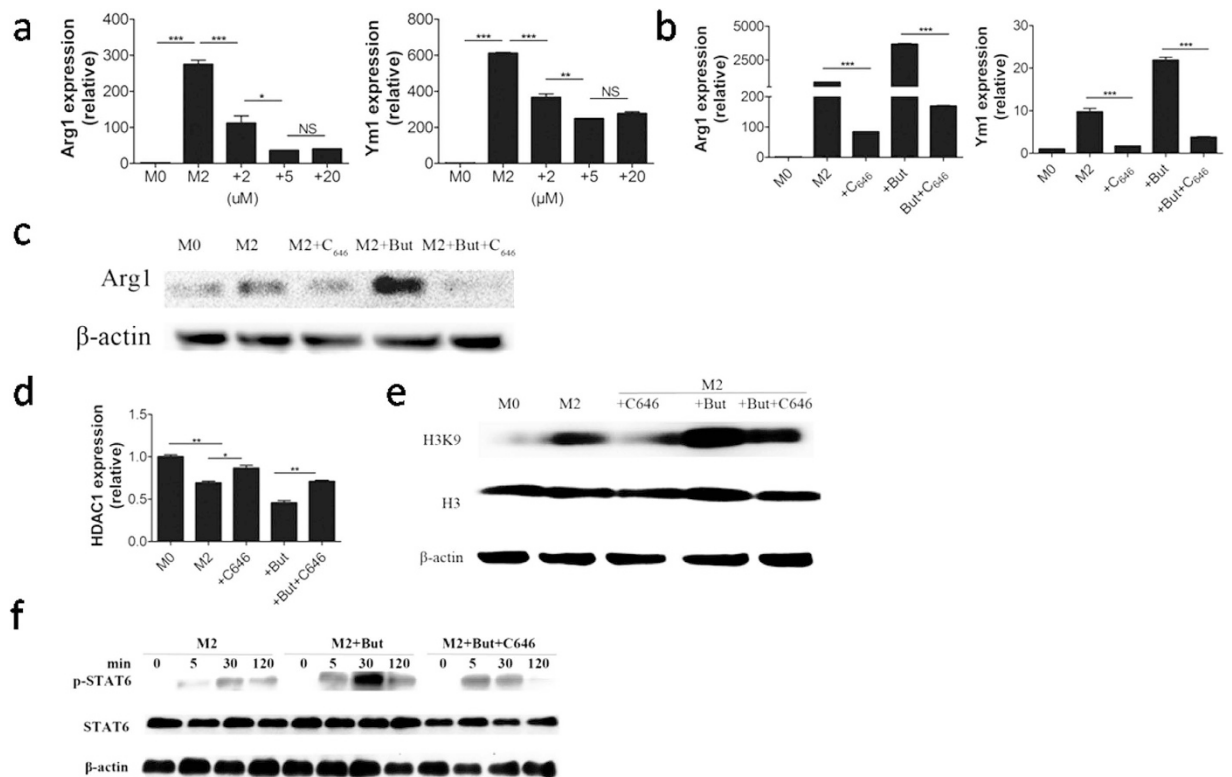 a
Arg1 expression
(relative)
400
300
200
100
0
***
***
*
NS
M0 M2 +2 +5 +20
(uM)
Ym1 expression
(relative)
800
600
400
200
0
***
***
**
NS
M0 M2 +2 +5 +20
(µM)
b
Arg1 expression
(relative)
5000
2500
200
100
0
***
***
M0 M2 +C646 +But But+C646
Ym1 expression
(relative)
30
20
10
0
***
***
M0 M2 +C646 +But +But+C646
c
M0 M2 M2+C646 M2+But M2+But+C646
Arg1
β-actin
d
HDAC1 expression
(relative)
1.5
1.0
0.5
0.0
**
*
**
M0 M2 +C646 +But +But+C646
e
M2
M0 M2 +C646 +But +But+C646
H3K9
H3
β-actin
f
M2 M2+But M2+But+C646
min 0 5 30 120 0 5 30 120 0 5 30 120
p-STAT6
STAT6
β-actin